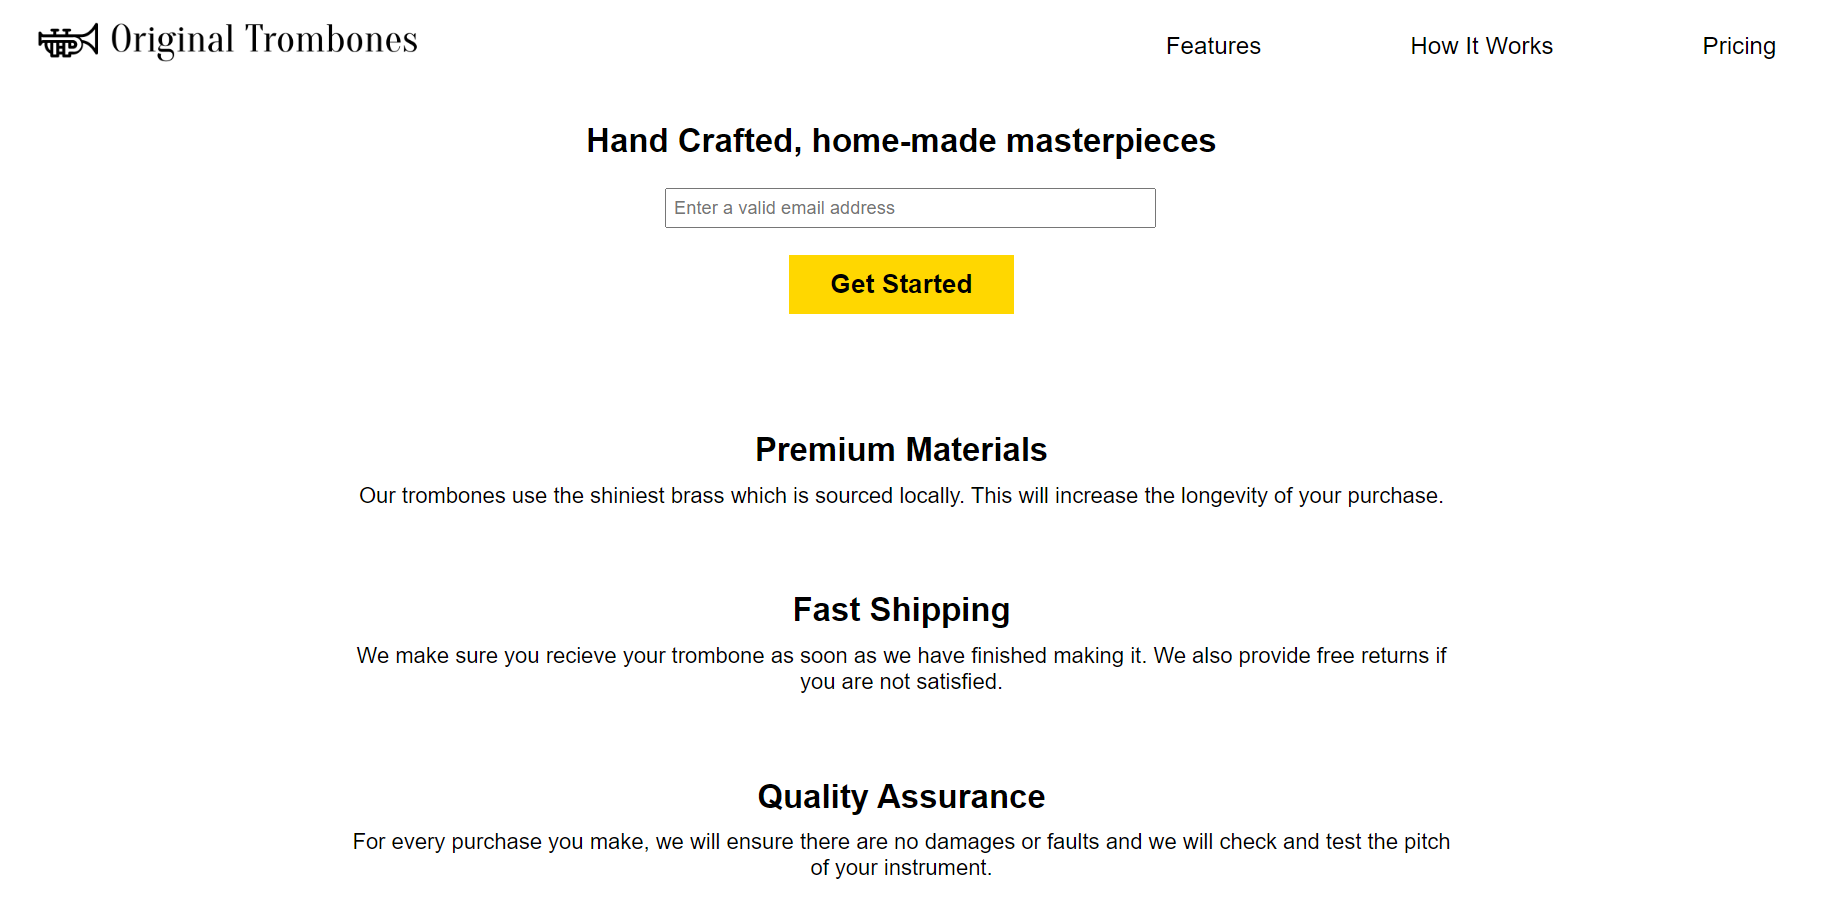 Original Trombones
Features
How It Works
Pricing
Hand Crafted, home-made masterpieces
Enter a valid email address
Get Started
Premium Materials
Our trombones use the shiniest brass which is sourced locally. This will increase the longevity of your purchase.
Fast Shipping
We make sure you recieve your trombone as soon as we have finished making it. We also provide free returns if
you are not satisfied.
Quality Assurance
For every purchase you make, we will ensure there are no damages or faults and we will check and test the pitch
of your instrument.